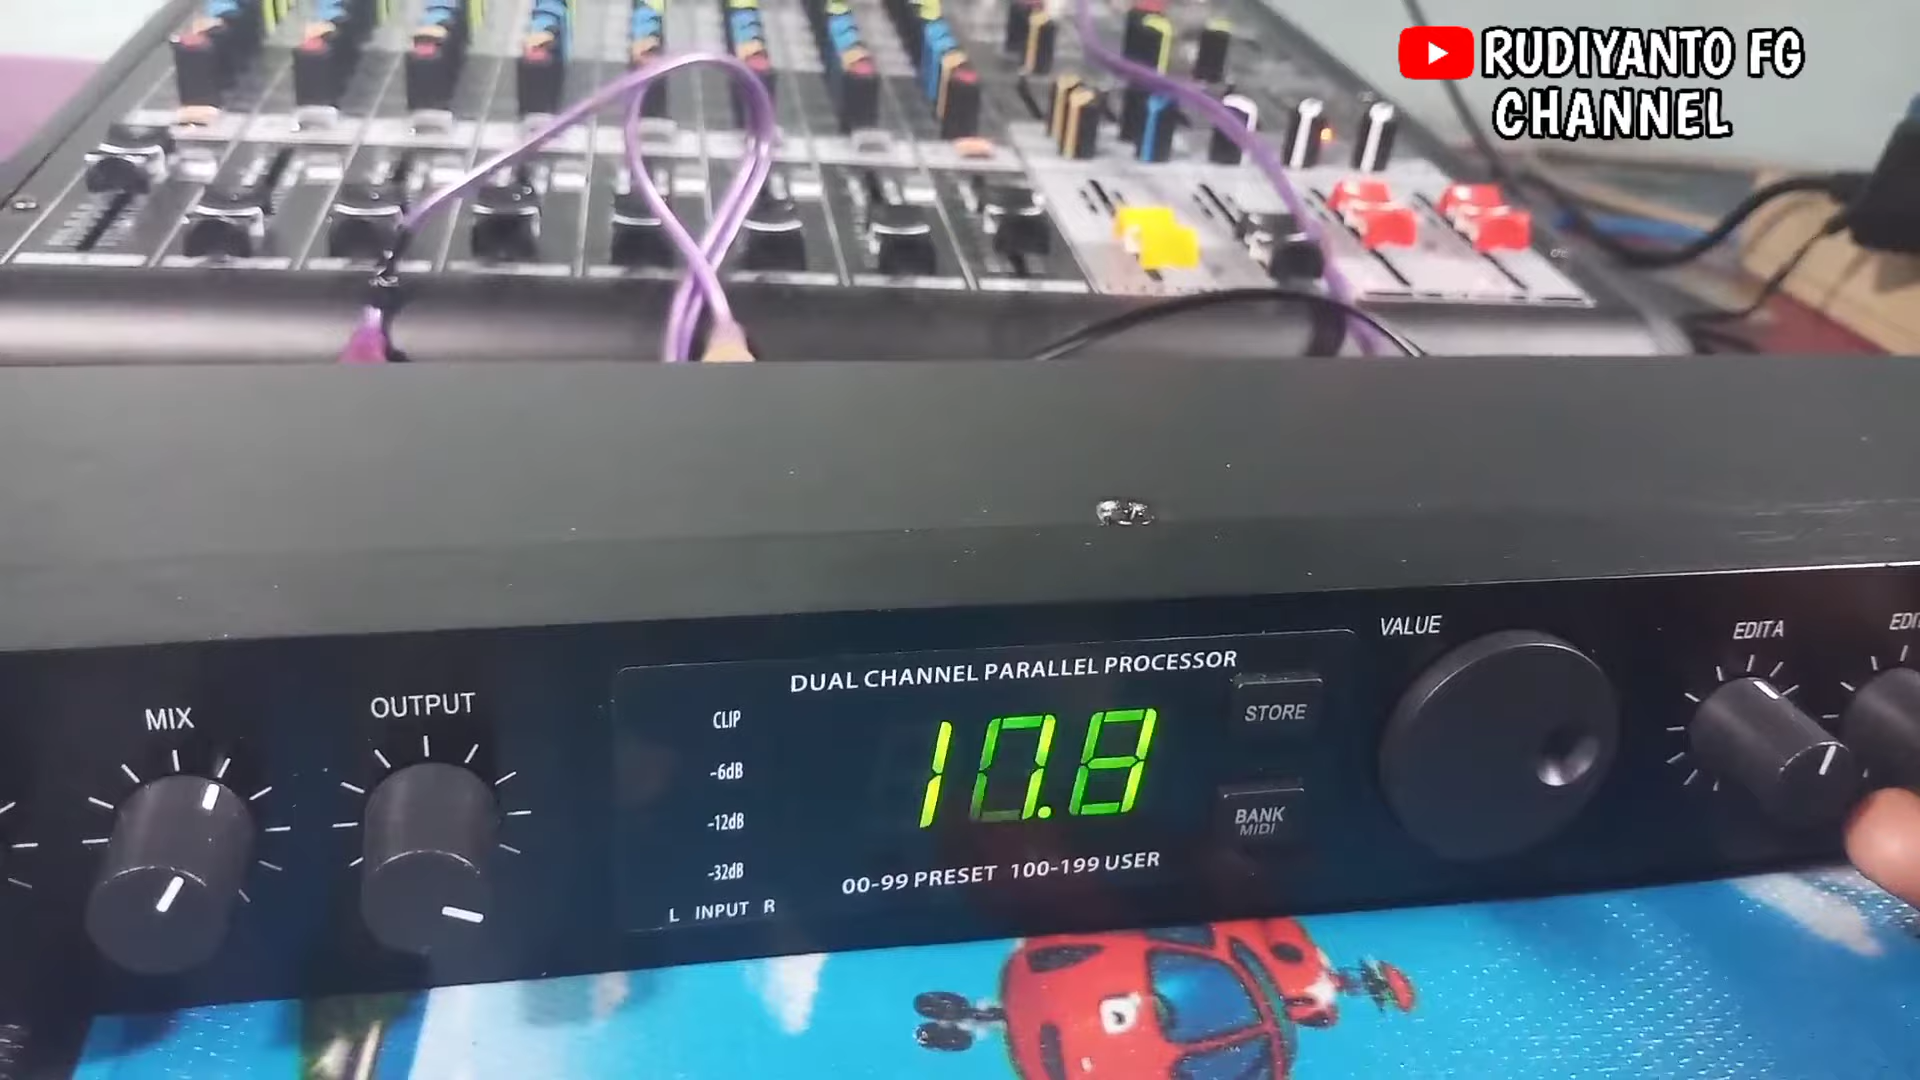 RUDIYANTO FG
CHANNEL
DUAL CHANNEL PARALLEL PROCESSOR
VALUE
EDIT A
MIX
OUTPUT
CLIP
-6dB
-12dB
-32dB
L INPUT R
10.8
STORE
BANK
MIDI
00-99 PRESET 100-199 USER